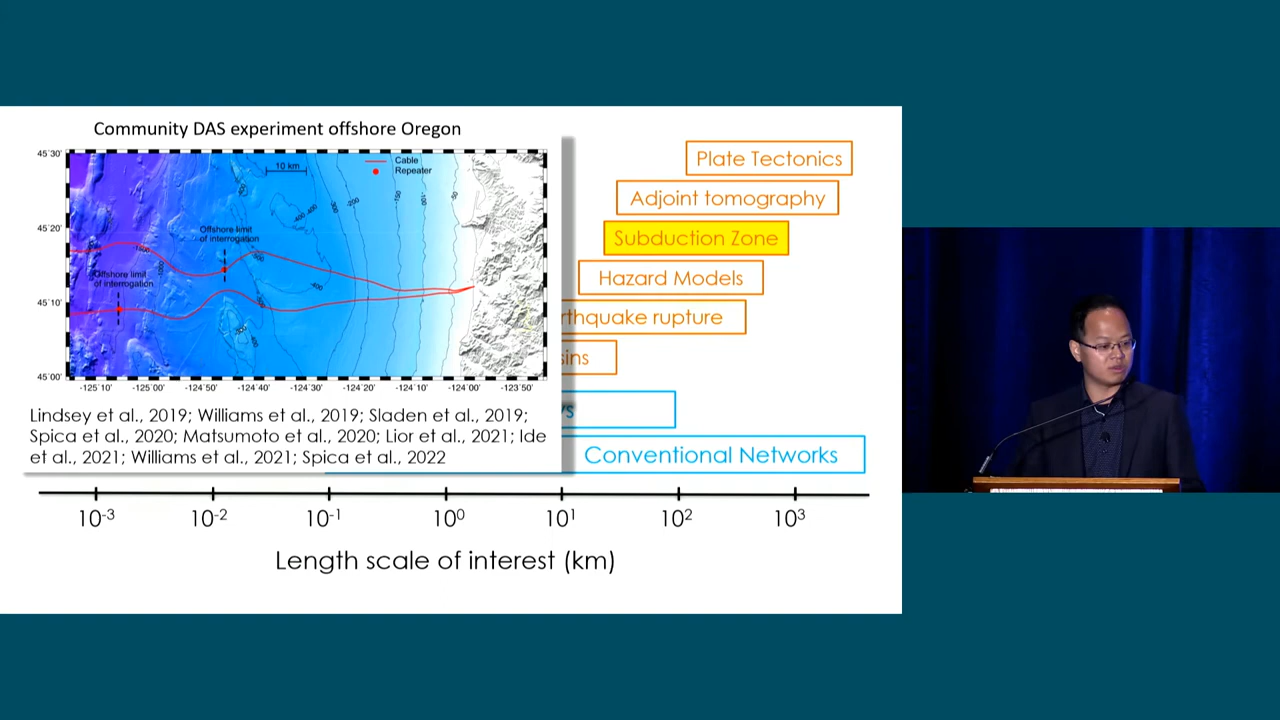 Community DAS experiment offshore Oregon
45˚30'
45˚20'
45˚10'
45˚00'
10 km
Cable
Repeater
Offshore limit
of interrogation
Offshore limit
of interrogation
-125˚10'
-125˚00'
-124˚50'
-124˚40'
-124˚30'
-124˚20'
-124˚10'
-124˚00'
-123˚50'
Lindsey et al., 2019; Williams et al., 2019; Sladen et al., 2019;
Spica et al., 2020; Matsumoto et al., 2020; Lior et al., 2021; Ide
et al., 2021; Williams et al., 2021; Spica et al., 2022
Plate Tectonics
Adjoint tomography
Subduction Zone
Hazard Models
rthquake rupture
sins
ys
Conventional Networks
10-3
10-2
10-1
100
101
102
103
Length scale of interest (km)